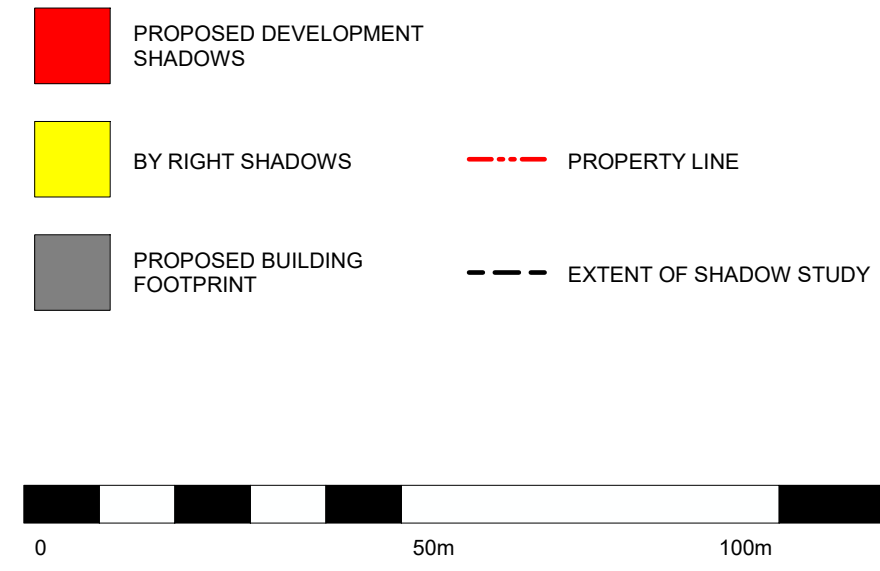 PROPOSED DEVELOPMENT
SHADOWS
BY RIGHT SHADOWS
PROPERTY LINE
PROPOSED BUILDING
FOOTPRINT
EXTENT OF SHADOW STUDY
0 50m 100m